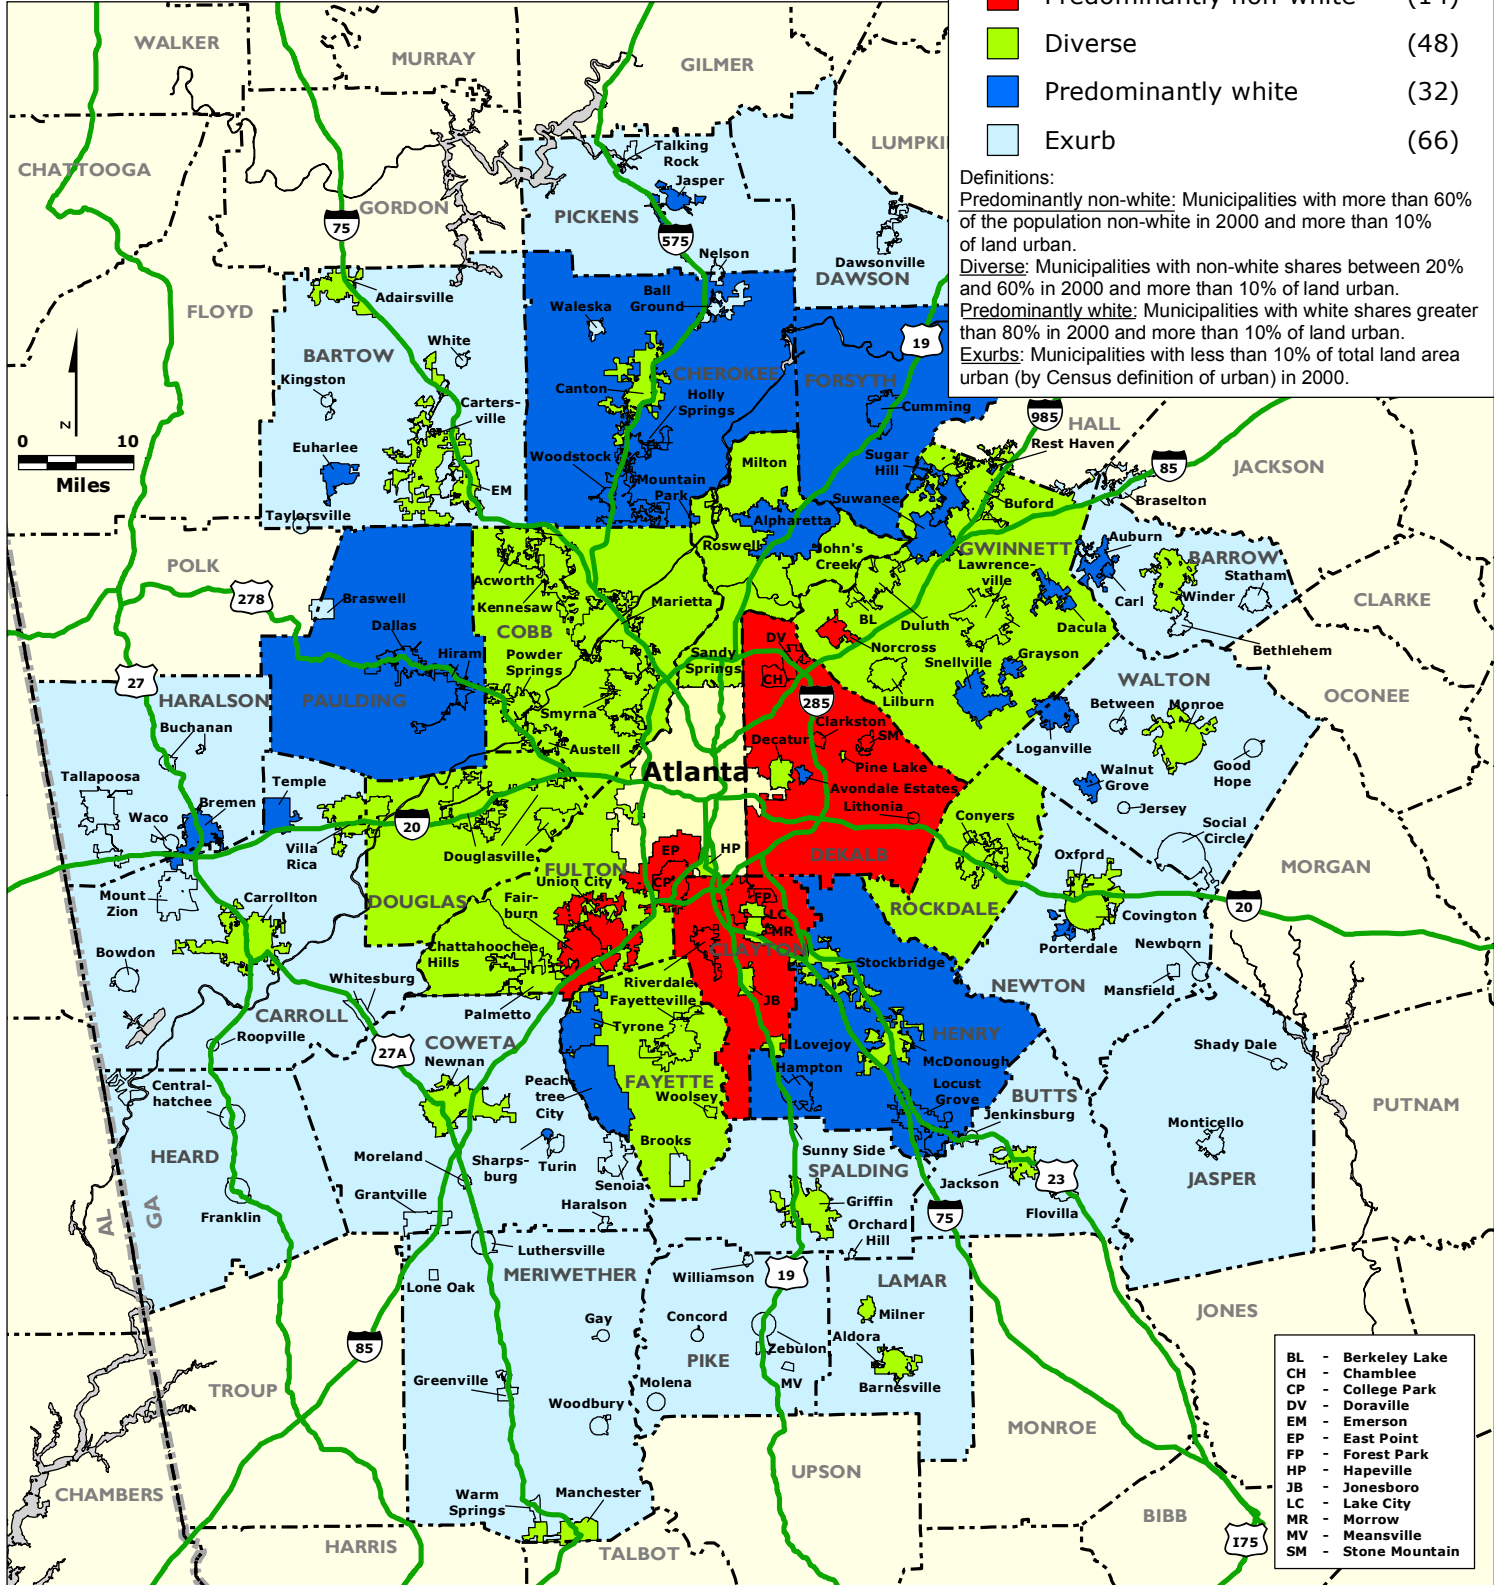 Predominantly non-white (14)
Diverse (48)
Predominantly white (32)
Exurb (66)
Definitions:
Predominantly non-white: Municipalities with more than 60%
of the population non-white in 2000 and more than 10%
of land urban.
Diverse: Municipalities with non-white shares between 20%
and 60% in 2000 and more than 10% of land urban.
Predominantly white: Municipalities with white shares greater
than 80% in 2000 and more than 10% of land urban.
Exurbs: Municipalities with less than 10% of total land area
urban (by Census definition of urban) in 2000.
WALKER
MURRAY
GILMER
CHATTOOGA
GORDON
75
Talking
Rock
Jasper
PICKENS
575
Nelson
Dawsonville
DAWSON
FLOYD
Adairsville
Waleska
Ball
Ground
BARTOW
White
Kingston
Canton
CHEROKEE
Holly
Springs
FORSYTH
19
Cumming
985
HALL
Rest Haven
JACKSON
N
0 10
Miles
Carters-
ville
Euharlee
EM
Taylorsville
Woodstock
Mountain
Park
Milton
Sugar
Hill
Suwanee
Buford
85
Braselton
Alpharetta
Roswell
John's
Creek
GWINNETT
Lawrence-
ville
Auburn
BARROW
Statham
Winder
Carl
Bethlehem
CLARKE
POLK
278
Braswell
Dallas
Hiram
PAULDING
Acworth
Kennesaw
COBB
Marietta
Powder
Springs
Sandy
Springs
Smyrna
Austell
DV
CH
BL
Duluth
Norcross
Snellville
Grayson
Dacula
Lilburn
285
Clarkston
SM
Decatur
Pine Lake
Avondale Estates
Lithonia
Loganville
WALTON
Between
Monroe
Good
Hope
Walnut
Grove
Jersey
Social
Circle
OCONEE
27
HARALSON
Buchanan
Tallapoosa
Temple
Bremen
Waco
Villa
Rica
20
Douglasville
Atlanta
FULTON
EP
CP
HP
DEKALB
Conyers
Oxford
MORGAN
Mount
Zion
Carrollton
Bowdon
DOUGLAS
Union City
Fair-
burn
Chattahoochee
Hills
FP
LC
MR
CLAYTON
ROCKDALE
Covington
20
Porterdale
Newborn
Mansfield
NEWTON
Stockbridge
Whitesburg
CARROLL
Roopville
Palmetto
Riverdale
Fayetteville
JB
Tyrone
HENRY
27A
COWETA
Newnan
Lovejoy
McDonough
Hampton
Shady Dale
Central-
hatchee
Peach
tree
City
FAYETTE
Woolsey
Locust
Grove
BUTTS
Jenkinsburg
PUTNAM
Monticello
JASPER
HEARD
Moreland
Sharps-
burg
Turin
Brooks
Sunny Side
SPALDING
Jackson
23
Flovilla
Grantville
Senoia
Haralson
Griffin
Orchard
Hill
75
AL
GA
Franklin
Luthersville
MERIWETHER
Lone Oak
Williamson
19
LAMAR
JONES
Gay
Concord
Milner
Zebulon
Aldora
85
PIKE
Barnesville
TROUP
Greenville
Woodbury
Molena
MV
MONROE
CHAMBERS
UPSON
Warm
Springs
Manchester
BIBB
HARRIS
TALBOT
I75
BL - Berkeley Lake
CH - Chamblee
CP - College Park
DV - Doraville
EM - Emerson
EP - East Point
FP - Forest Park
HP - Hapeville
JB - Jonesboro
LC - Lake City
MR - Morrow
MV - Meansville
SM - Stone Mountain